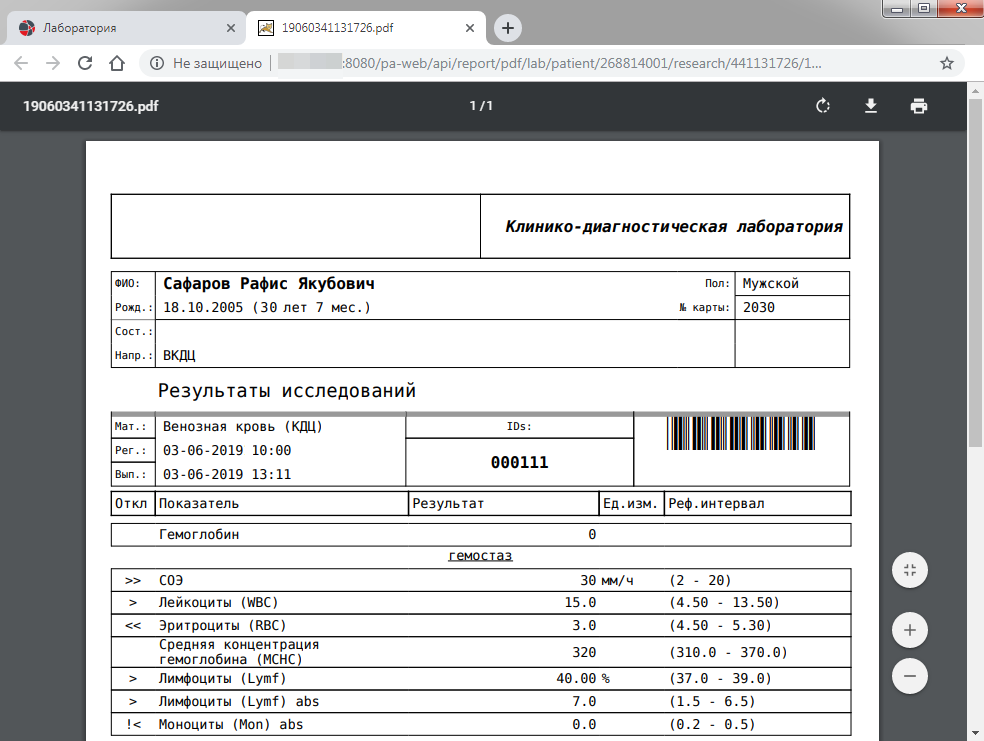 Лаборатория
19060341131726.pdf
Не защищено
:8080/pa-web/api/report/pdf/lab/patient/268814001/research/441131726/1...
19060341131726.pdf
1 / 1
Клинико-диагностическая лаборатория
ФИО: Сафаров Рафис Якубович Пол: Мужской
Рожд.: 18.10.2005 (30 лет 7 мес.) № карты: 2030
Сост.:
Напр.: ВКДЦ
Результаты исследований
Мат.: Венозная кровь (КДЦ) IDs:
Рег.: 03-06-2019 10:00
000111
Вып.: 03-06-2019 13:11
Откл Показатель Результат Ед.изм. Реф.интервал
Гемоглобин 0
гемостаз
>> СОЭ 30 мм/ч (2 - 20)
> Лейкоциты (WBC) 15.0 (4.50 - 13.50)
<< Эритроциты (RBC) 3.0 (4.50 - 5.30)
Средняя концентрация
гемоглобина (MCHC) 320 (310.0 - 370.0)
> Лимфоциты (Lymf) 40.00 % (37.0 - 39.0)
> Лимфоциты (Lymf) abs 7.0 (1.5 - 6.5)
!< Моноциты (Mon) abs 0.0 (0.2 - 0.5)